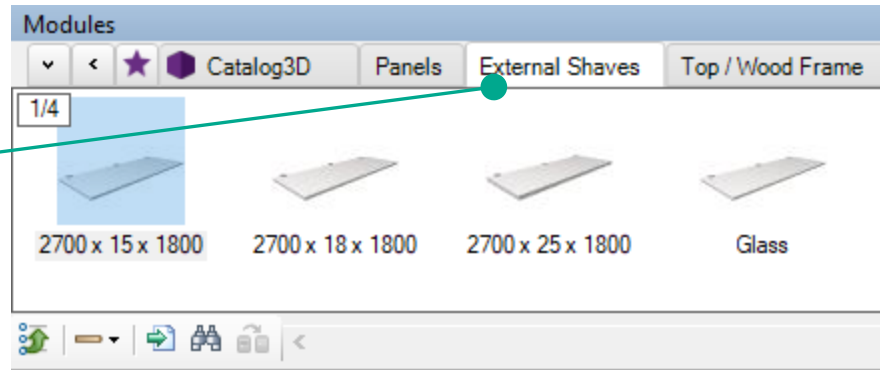 Modules
Catalog3D Panels External Shaves Top / Wood Frame
1/4
2700 x 15 x 1800 2700 x 18 x 1800 2700 x 25 x 1800 Glass